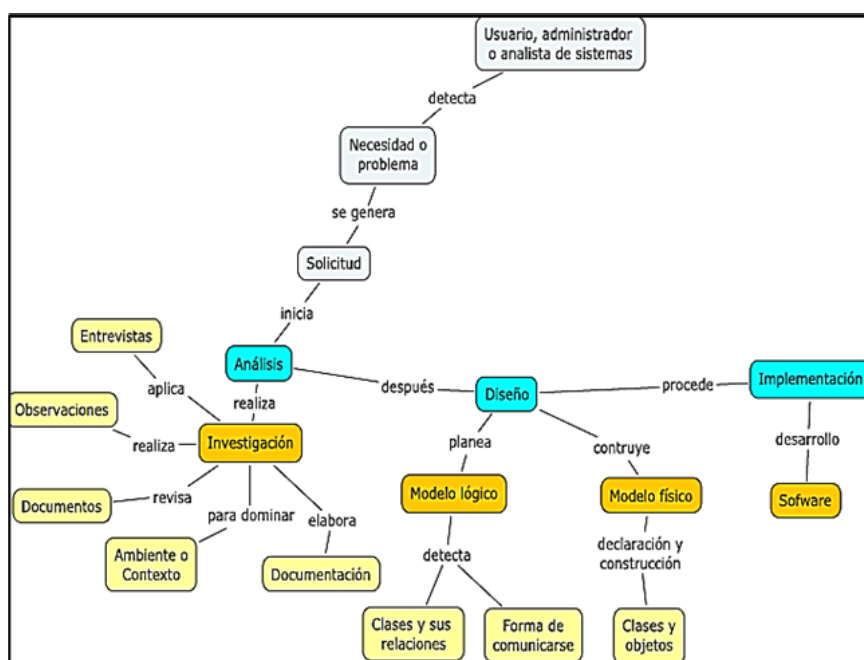 Usuario, administrador
o analista de sistemas
detecta
Necesidad o
problema
se genera
Solicitud
inicia
Entrevistas
Análisis
después
Diseño
procede
Implementación
aplica
realiza
Observaciones
realiza
Investigación
planea
contruye
desarrollo
Documentos
revisa
para dominar
elabora
Modelo lógico
Modelo físico
Sofware
Ambiente o
Contexto
Documentación
detecta
declaración y
construcción
Clases y sus
relaciones
Forma de
comunicarse
Clases y
objetos